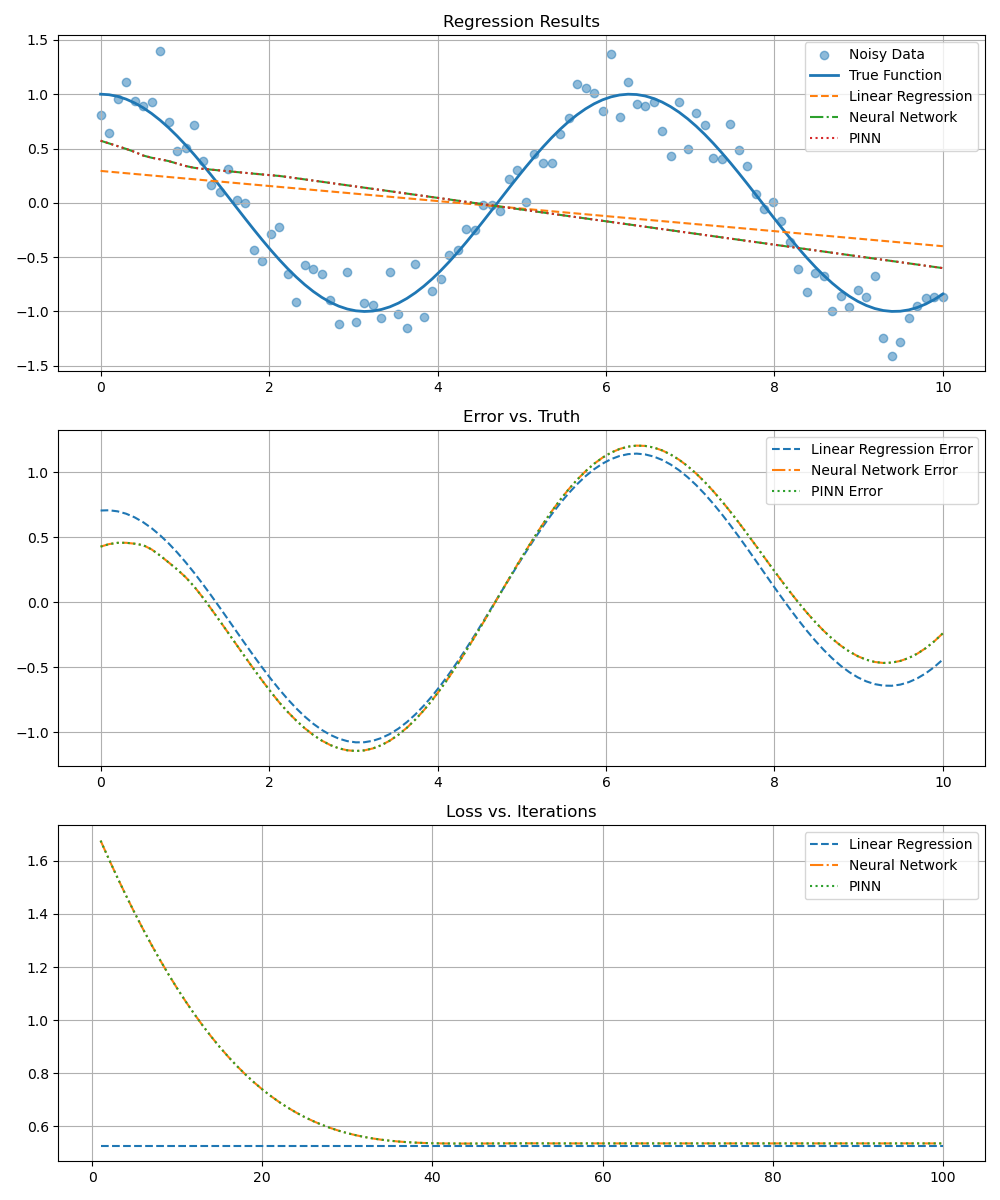 Regression Results
1.5
1.0
0.5
0.0
−0.5
−1.0
−1.5
Noisy Data
True Function
Linear Regression
Neural Network
PINN
0 2 4 6 8 10
Error vs. Truth
1.0
0.5
0.0
−0.5
−1.0
Linear Regression Error
Neural Network Error
PINN Error
0 2 4 6 8 10
Loss vs. Iterations
1.6
1.4
1.2
1.0
0.8
0.6
Linear Regression
Neural Network
PINN
0 20 40 60 80 100